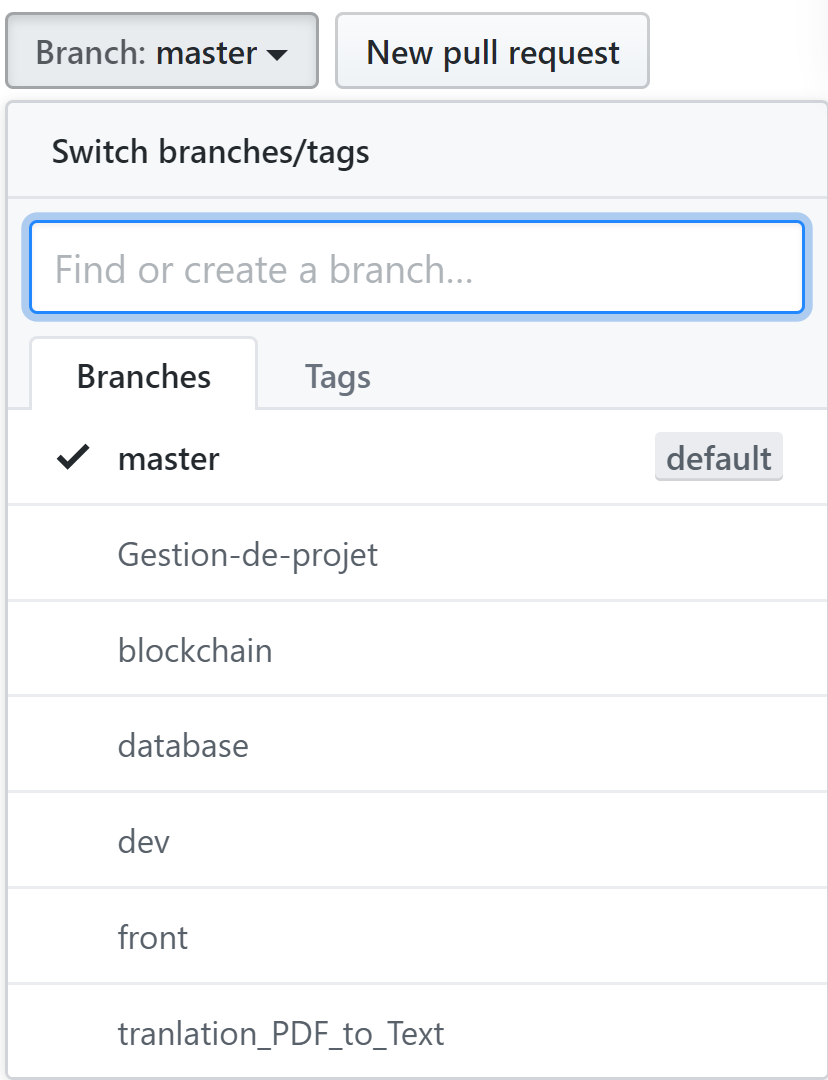 Branch: master New pull request
Switch branches/tags
Find or create a branch...
Branches Tags
master default
Gestion-de-projet
blockchain
database
dev
front
tranlation_PDF_to_Text